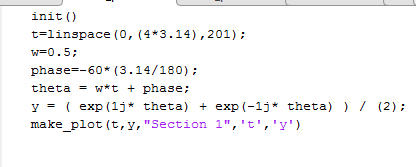 init()
t=linspace(0,(4*3.14),201);
w=0.5;
phase=-60*(3.14/180);
theta = w*t + phase;
y = ( exp(1j* theta) + exp(-1j* theta) ) / (2);
make_plot(t,y,"Section 1",'t','y')